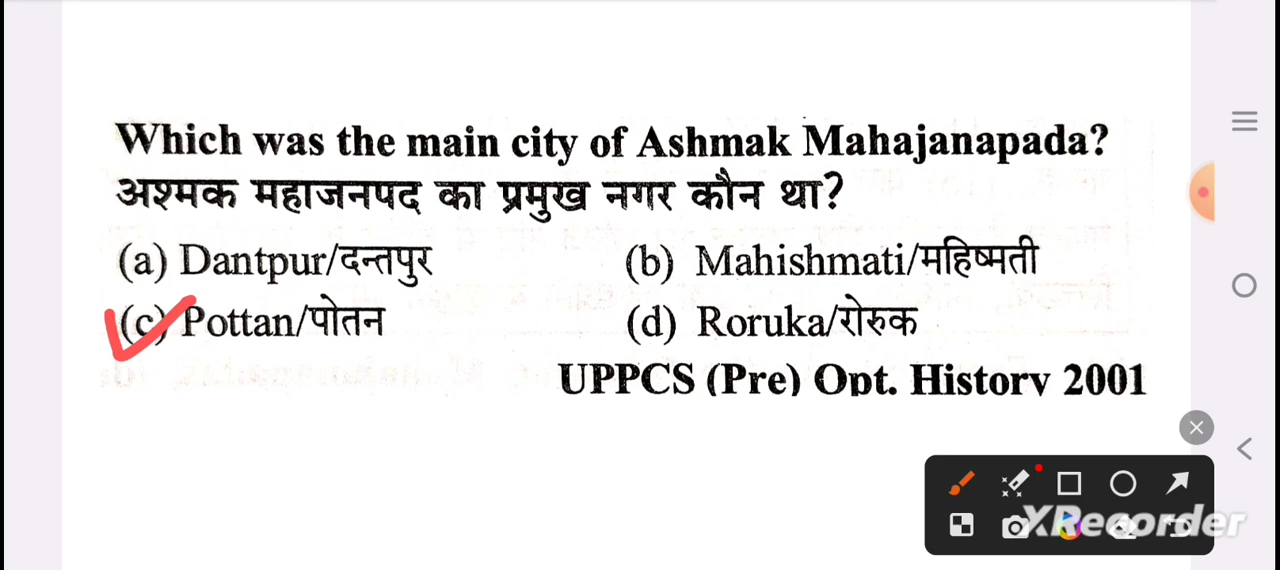 Which was the main city of Ashmak Mahajanapada?
अश्मक महाजनपद का प्रमुख नगर कौन था?
(a) Dantpur/दन्तपुर (b) Mahishmati/महिष्मती
(c) Pottan/पोतन (d) Roruka/रोरुक
UPPCS (Pre) Opt. History 2001
XRecorder